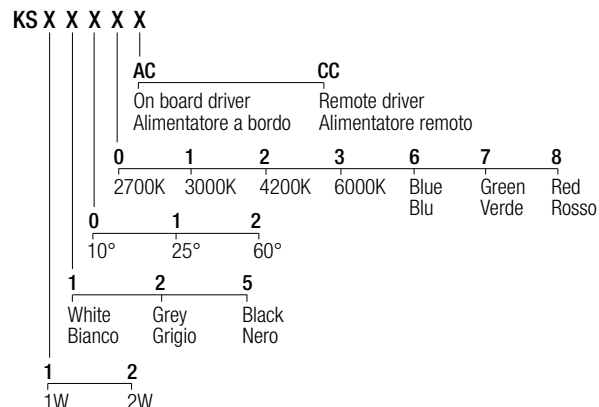 KS X X X X X
AC CC
On board driver Remote driver
Alimentatore a bordo Alimentatore remoto
0 1 2 3 6 7 8
2700K 3000K 4200K 6000K Blue Green Red
Blu Verde Rosso
0 1 2
10° 25° 60°
1 2 5
White Grey Black
Bianco Grigio Nero
1 2
1W 2W